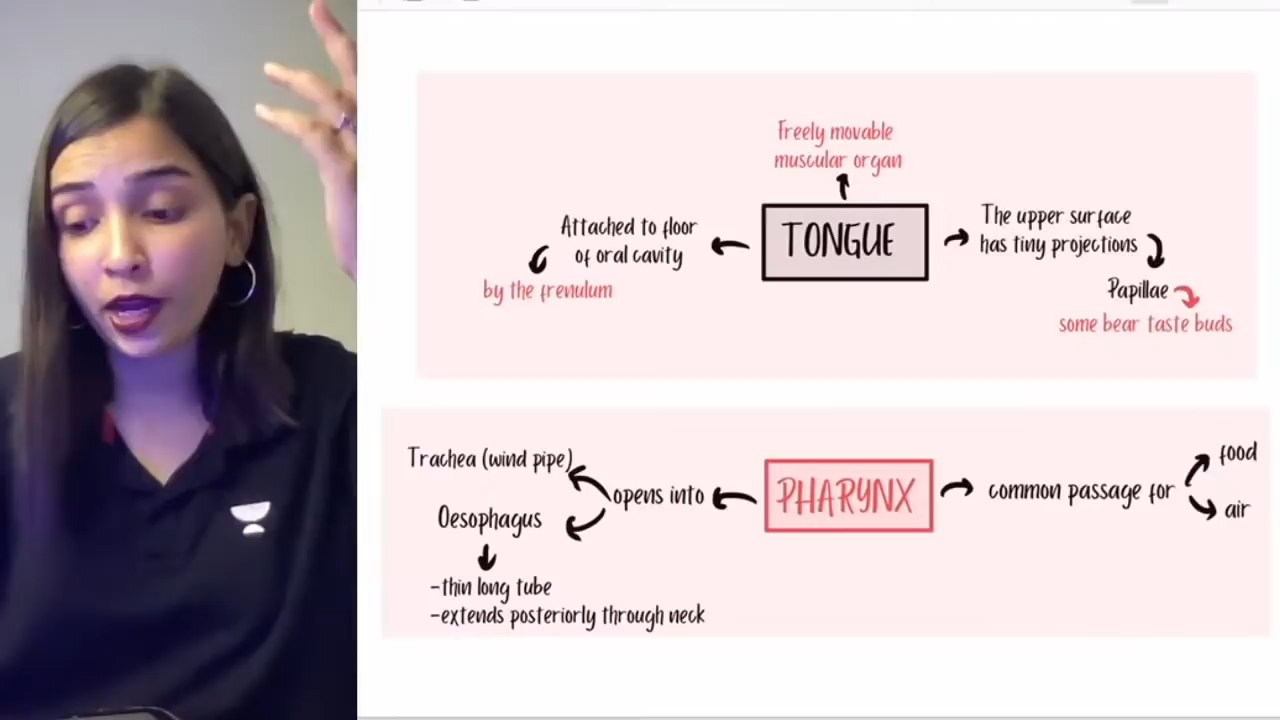 Freely movable
muscular organ
TONGUE
Attached to floor
of oral cavity
by the frenulum
The upper surface
has tiny projections
Papillae
some bear taste buds
PHARYNX
opens into
Trachea (wind pipe)
Oesophagus
-thin long tube
-extends posteriorly through neck
common passage for
food
air